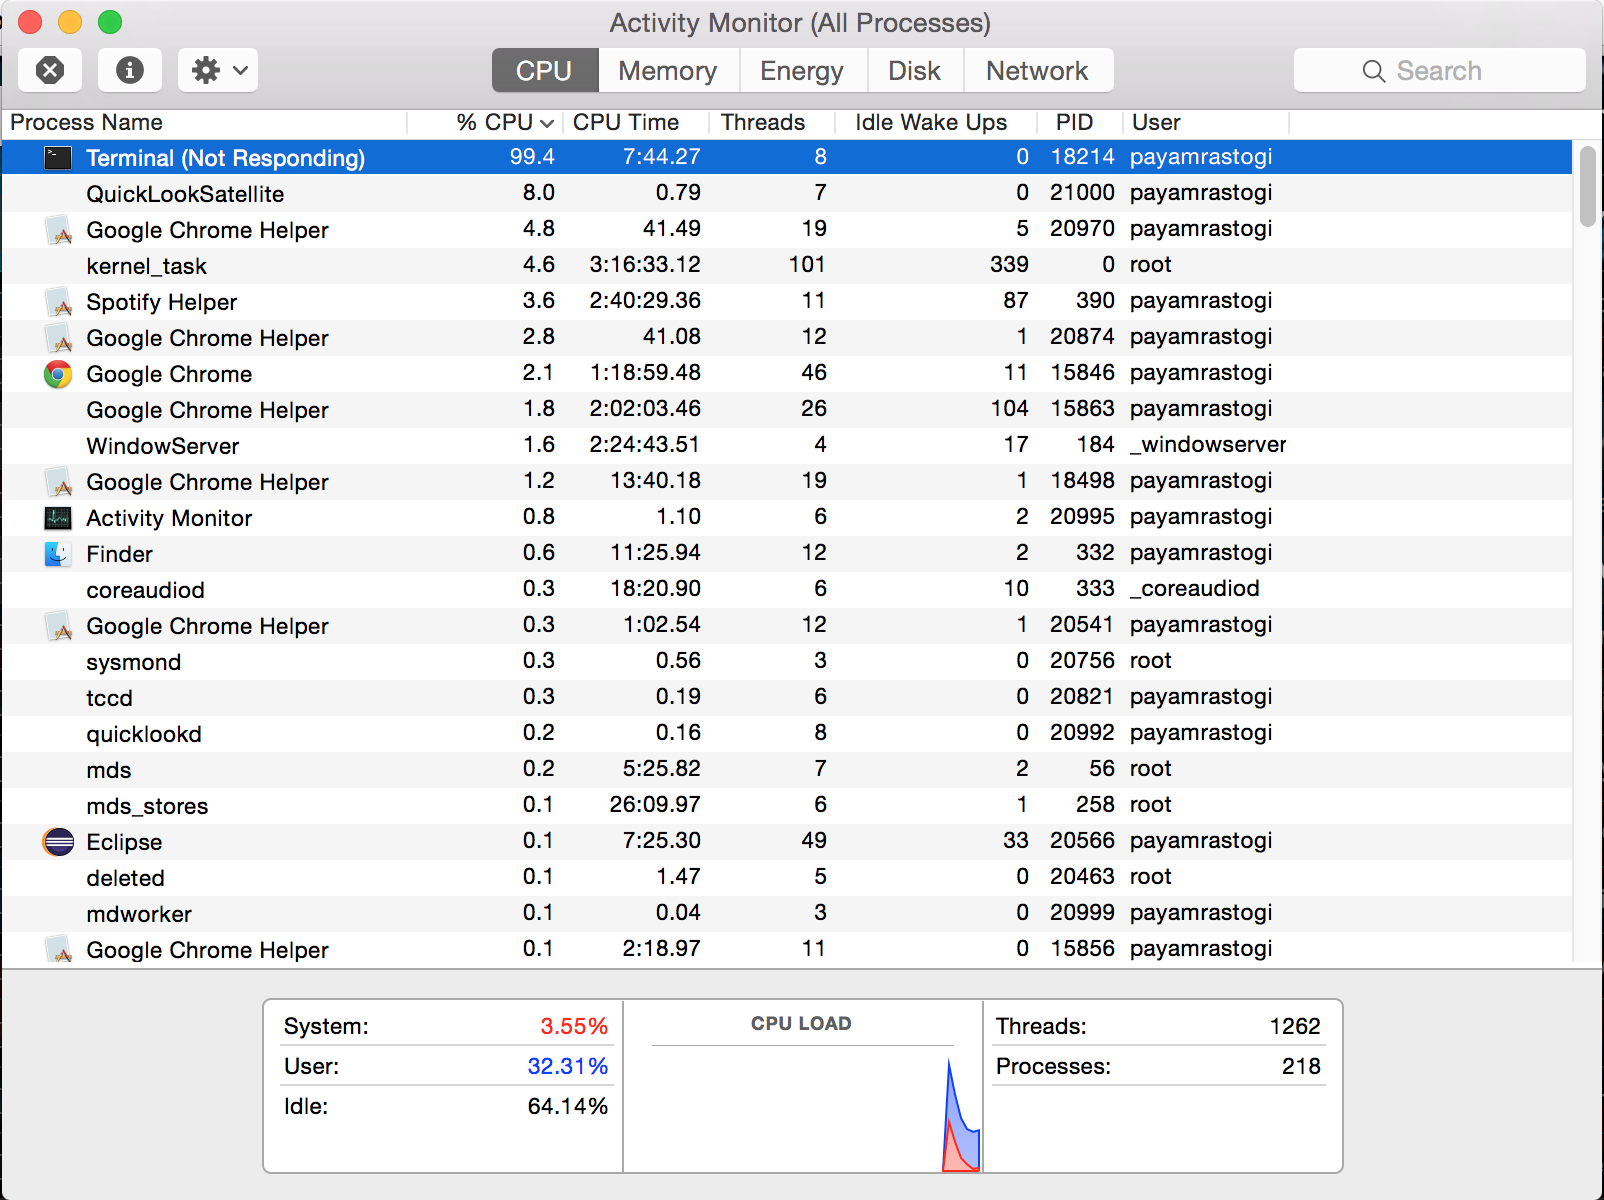 Activity Monitor (All Processes)
CPU Memory Energy Disk Network Search
Process Name % CPU CPU Time Threads Idle Wake Ups PID User
Terminal (Not Responding) 99.4 7:44.27 8 0 18214 payamrastogi
QuickLookSatellite 8.0 0.79 7 0 21000 payamrastogi
Google Chrome Helper 4.8 41.49 19 5 20970 payamrastogi
kernel_task 4.6 3:16:33.12 101 339 0 root
Spotify Helper 3.6 2:40:29.36 11 87 390 payamrastogi
Google Chrome Helper 2.8 41.08 12 1 20874 payamrastogi
Google Chrome 2.1 1:18:59.48 46 11 15846 payamrastogi
Google Chrome Helper 1.8 2:02:03.46 26 104 15863 payamrastogi
WindowServer 1.6 2:24:43.51 4 17 184 _windowserver
Google Chrome Helper 1.2 13:40.18 19 1 18498 payamrastogi
Activity Monitor 0.8 1.10 6 2 20995 payamrastogi
Finder 0.6 11:25.94 12 2 332 payamrastogi
coreaudiod 0.3 18:20.90 6 10 333 _coreaudiod
Google Chrome Helper 0.3 1:02.54 12 1 20541 payamrastogi
sysmond 0.3 0.56 3 0 20756 root
tccd 0.3 0.19 6 0 20821 payamrastogi
quicklookd 0.2 0.16 8 0 20992 payamrastogi
mds 0.2 5:25.82 7 2 56 root
mds_stores 0.1 26:09.97 6 1 258 root
Eclipse 0.1 7:25.30 49 33 20566 payamrastogi
deleted 0.1 1.47 5 0 20463 root
mdworker 0.1 0.04 3 0 20999 payamrastogi
Google Chrome Helper 0.1 2:18.97 11 0 15856 payamrastogi
System: 3.55% CPU LOAD Threads: 1262
User: 32.31% Processes: 218
Idle: 64.14%